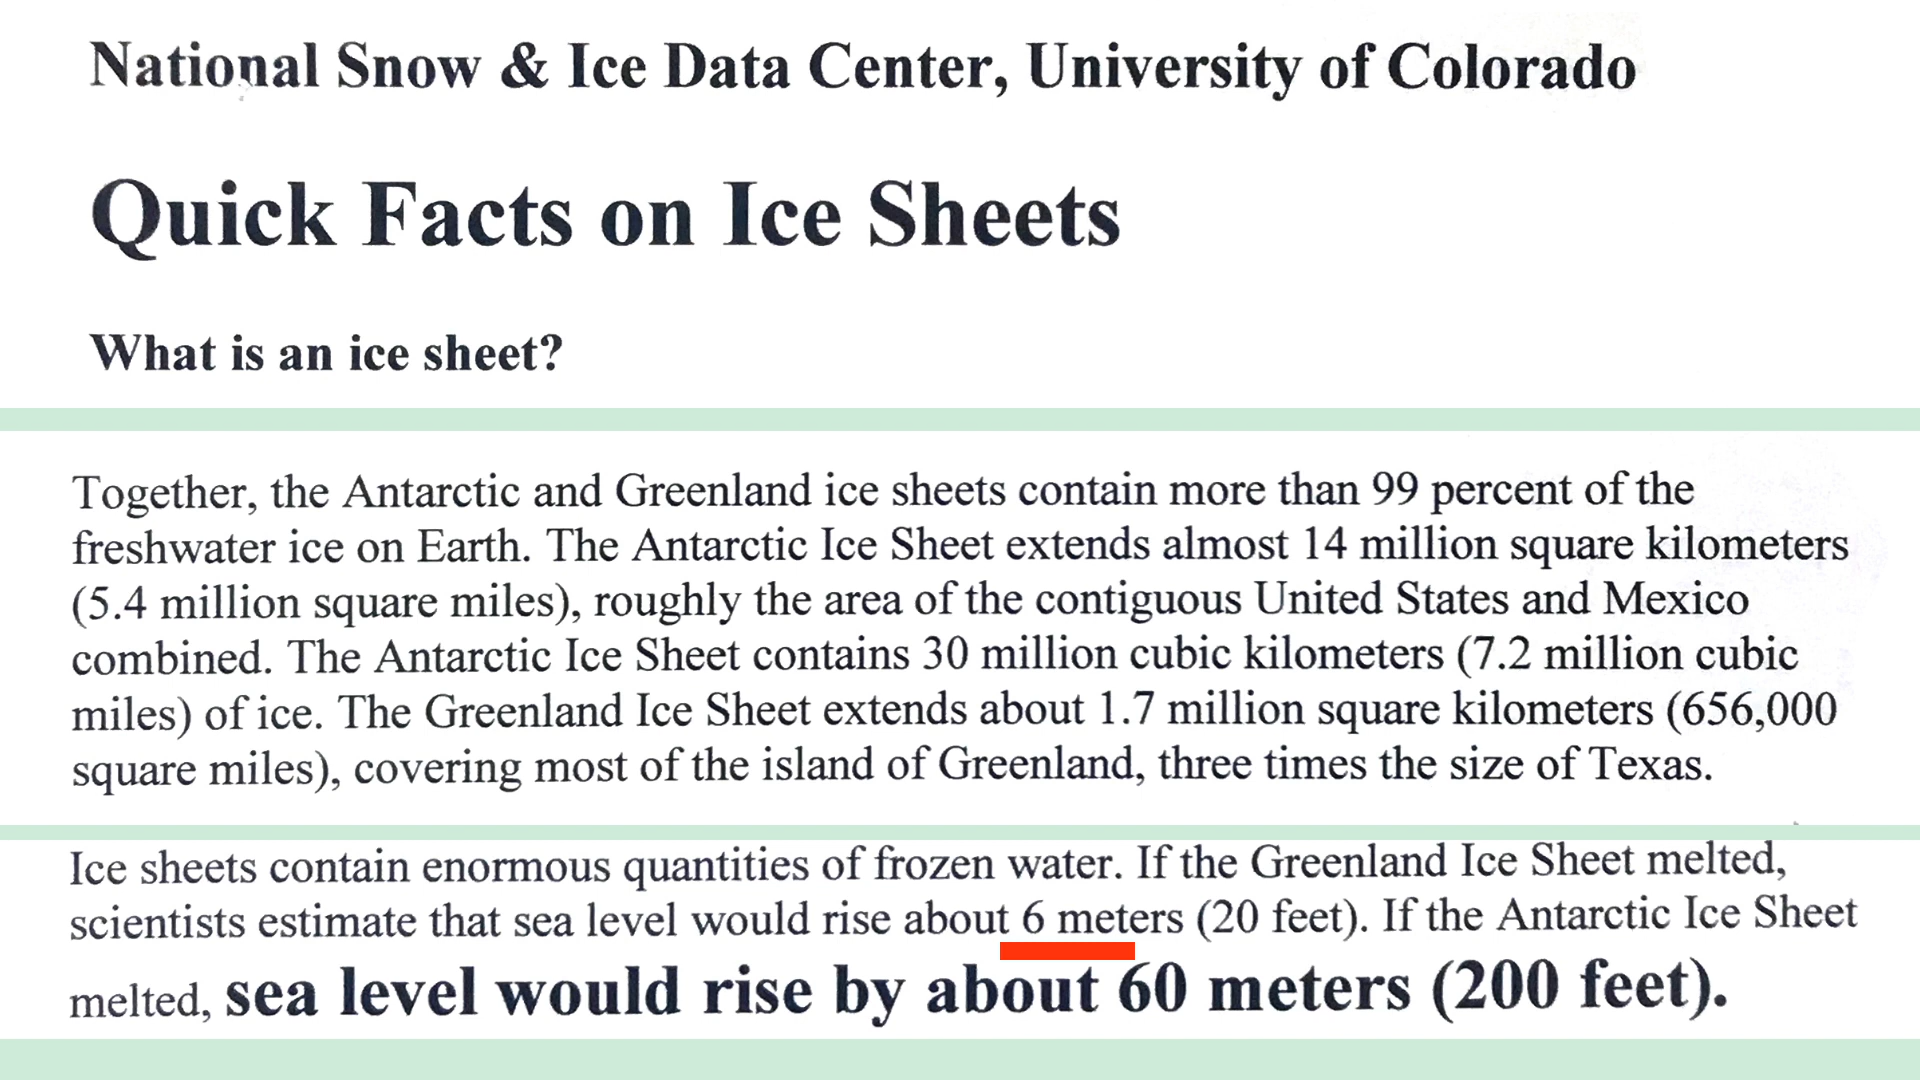 National Snow & Ice Data Center, University of Colorado
Quick Facts on Ice Sheets
What is an ice sheet?
Together, the Antarctic and Greenland ice sheets contain more than 99 percent of the
freshwater ice on Earth. The Antarctic Ice Sheet extends almost 14 million square kilometers
(5.4 million square miles), roughly the area of the contiguous United States and Mexico
combined. The Antarctic Ice Sheet contains 30 million cubic kilometers (7.2 million cubic
miles) of ice. The Greenland Ice Sheet extends about 1.7 million square kilometers (656,000
square miles), covering most of the island of Greenland, three times the size of Texas.
Ice sheets contain enormous quantities of frozen water. If the Greenland Ice Sheet melted,
scientists estimate that sea level would rise about 6 meters (20 feet). If the Antarctic Ice Sheet
melted, sea level would rise by about 60 meters (200 feet).